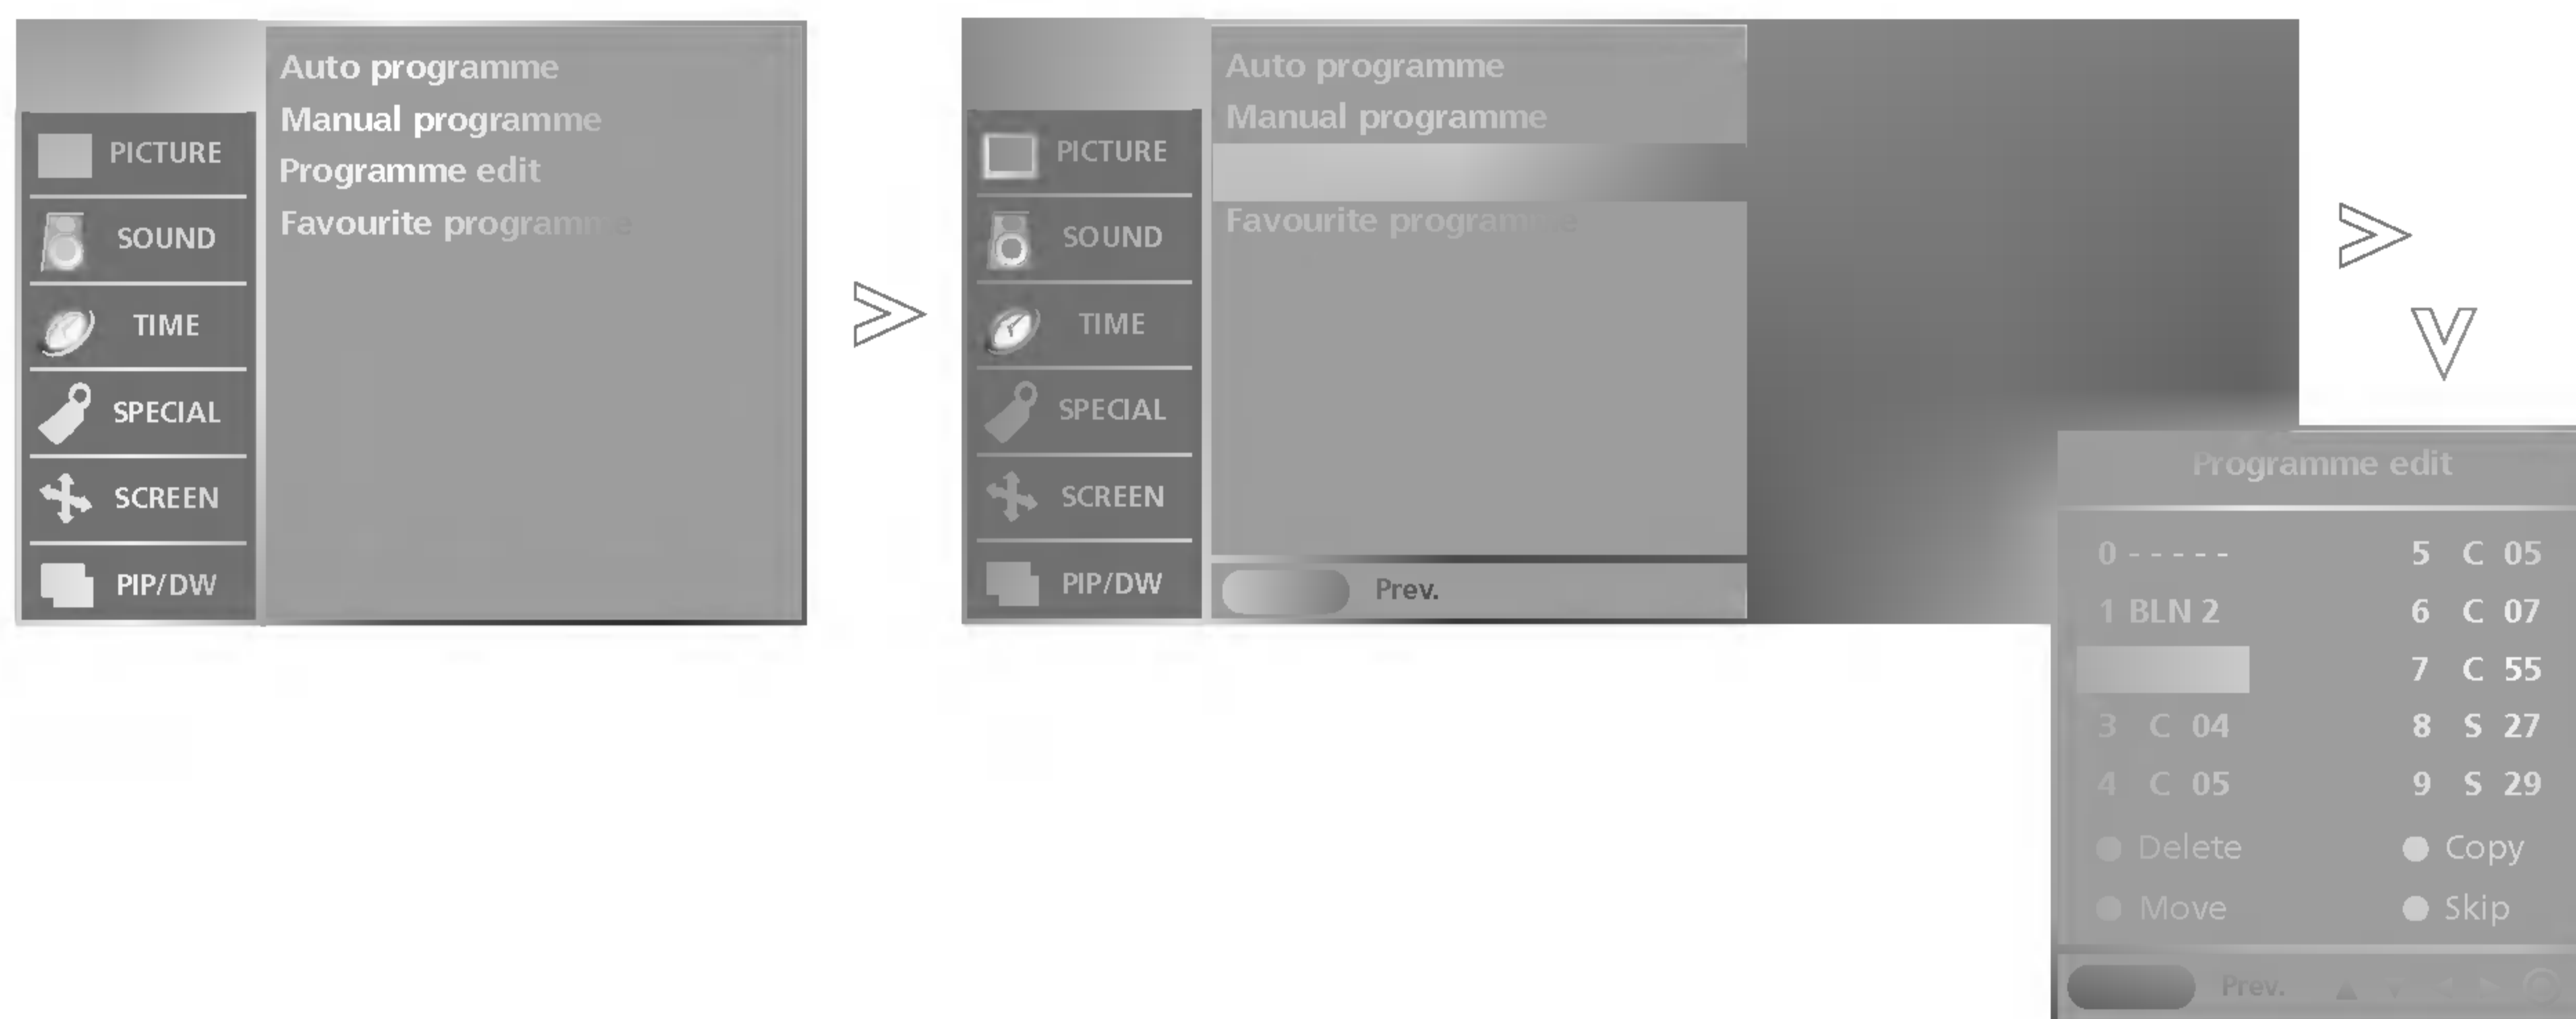 Auto programme
Manual programme
Programme edit
Favourite programme
PICTURE
SOUND
TIME
SPECIAL
SCREEN
PIP/DW
Auto programme
Manual programme
Favourite programme
PICTURE
SOUND
TIME
SPECIAL
SCREEN
PIP/DW
Prev.
Programme edit
0 - - - - - 5 C 05
1 BLN 2 6 C 07
7 C 55
3 C 04 8 S 27
4 C 05 9 S 29
Delete Copy
Move Skip
Prev.